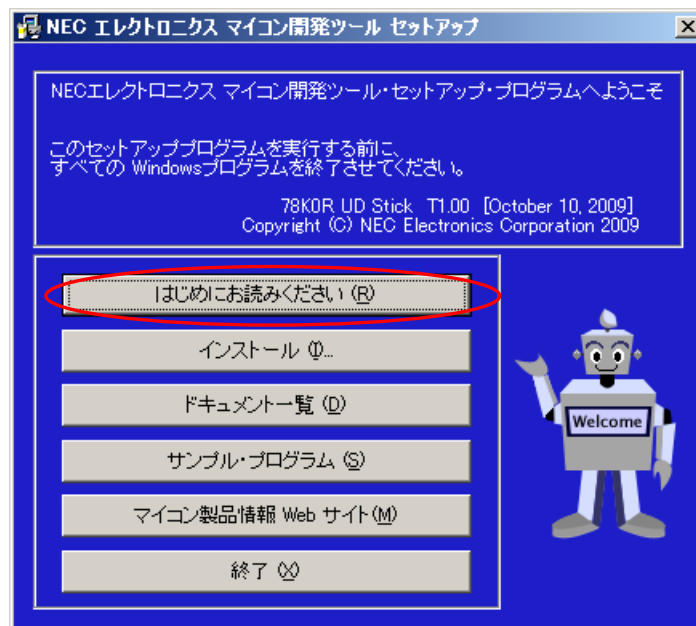 NEC エレクトロニクス マイコン開発ツール セットアップ
NECエレクトロニクス マイコン開発ツール・セットアップ・プログラムへようこそ
このセットアッププログラムを実行する前に、
すべての Windowsプログラムを終了させてください。
78K0R UD Stick T1.00 [October 10, 2009]
Copyright (C) NEC Electronics Corporation 2009
はじめにお読みください (R)
インストール (I)...
ドキュメント一覧 (D)
サンプル・プログラム (S)
マイコン製品情報 Web サイト(M)
終了 (X)
Welcome